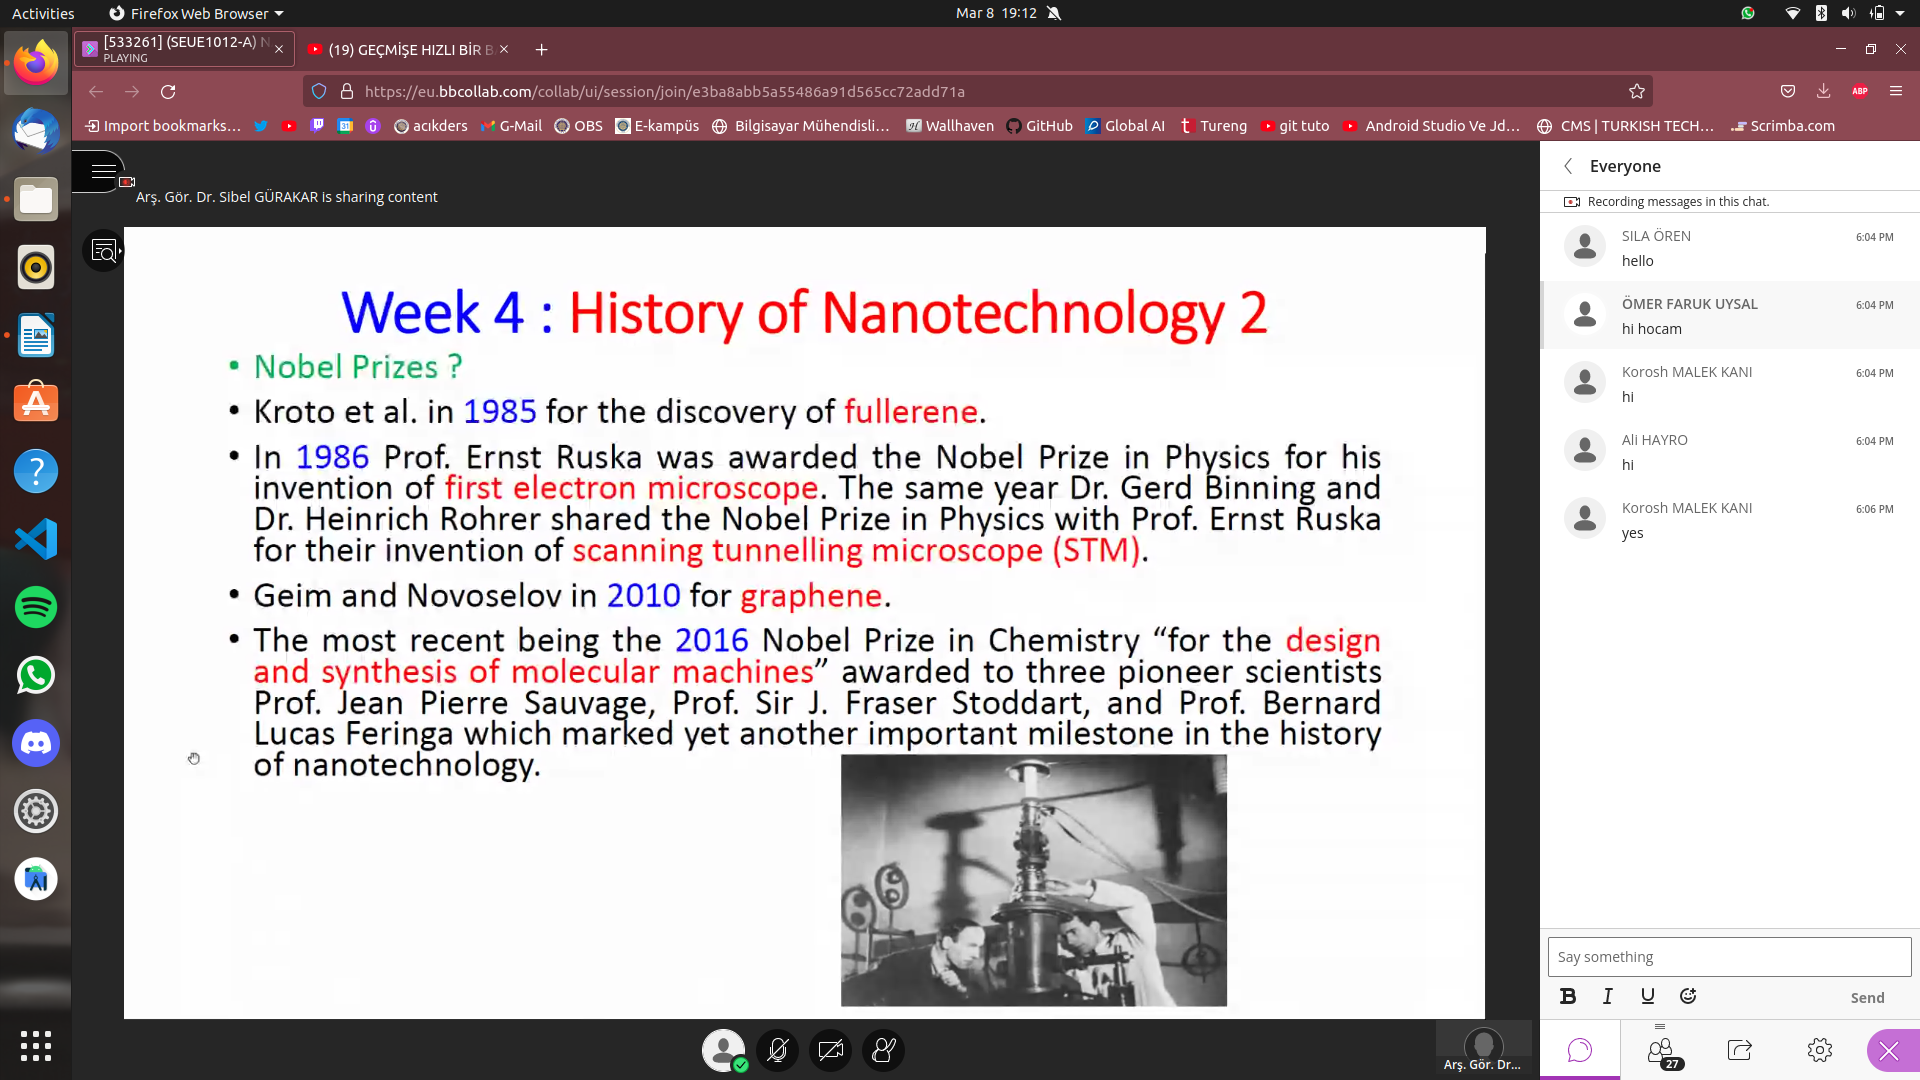 Activities
Firefox Web Browser
Mar 8 19:12
[533261] (SEUE1012-A) N
PLAYING
(19) GEÇMİŞE HIZLI BİR B
https://eu.bbcollab.com/collab/ui/session/join/e3ba8abb5a55486a91d565cc72add71a
ABP
Import bookmarks...
acıkders
G-Mail
OBS
E-kampüs
Bilgisayar Mühendisli...
Wallhaven
GitHub
Global AI
Tureng
git tuto
Android Studio Ve Jd...
CMS | TURKISH TECH...
Scrimba.com
Arş. Gör. Dr. Sibel GÜRAKAR is sharing content
Week 4 : History of Nanotechnology 2
• Nobel Prizes ?
• Kroto et al. in 1985 for the discovery of fullerene.
• In 1986 Prof. Ernst Ruska was awarded the Nobel Prize in Physics for his
invention of first electron microscope. The same year Dr. Gerd Binning and
Dr. Heinrich Rohrer shared the Nobel Prize in Physics with Prof. Ernst Ruska
for their invention of scanning tunnelling microscope (STM).
• Geim and Novoselov in 2010 for graphene.
• The most recent being the 2016 Nobel Prize in Chemistry “for the design
and synthesis of molecular machines” awarded to three pioneer scientists
Prof. Jean Pierre Sauvage, Prof. Sir J. Fraser Stoddart, and Prof. Bernard
Lucas Feringa which marked yet another important milestone in the history
of nanotechnology.
Arş. Gör. Dr...
Everyone
Recording messages in this chat.
SILA ÖREN
6:04 PM
hello
ÖMER FARUK UYSAL
6:04 PM
hi hocam
Korosh MALEK KANI
6:04 PM
hi
Ali HAYRO
6:04 PM
hi
Korosh MALEK KANI
6:06 PM
yes
Say something
B I U
Send
27